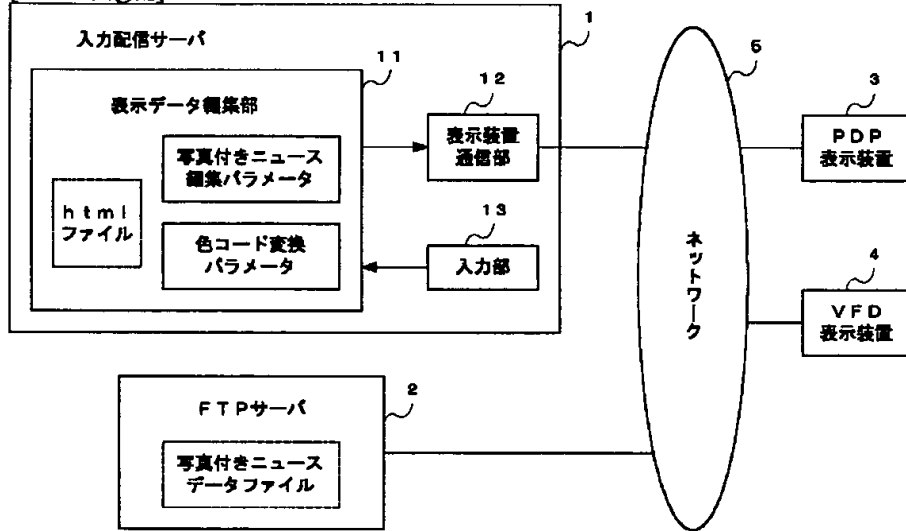 入力配信サーバ
1
11
表示データ編集部
写真付きニュース
編集パラメータ
html
ファイル
色コード変換
パラメータ
12
表示装置
通信部
13
入力部
5
ネットワーク
3
PDP
表示装置
4
VFD
表示装置
2
FTPサーバ
写真付きニュース
データファイル